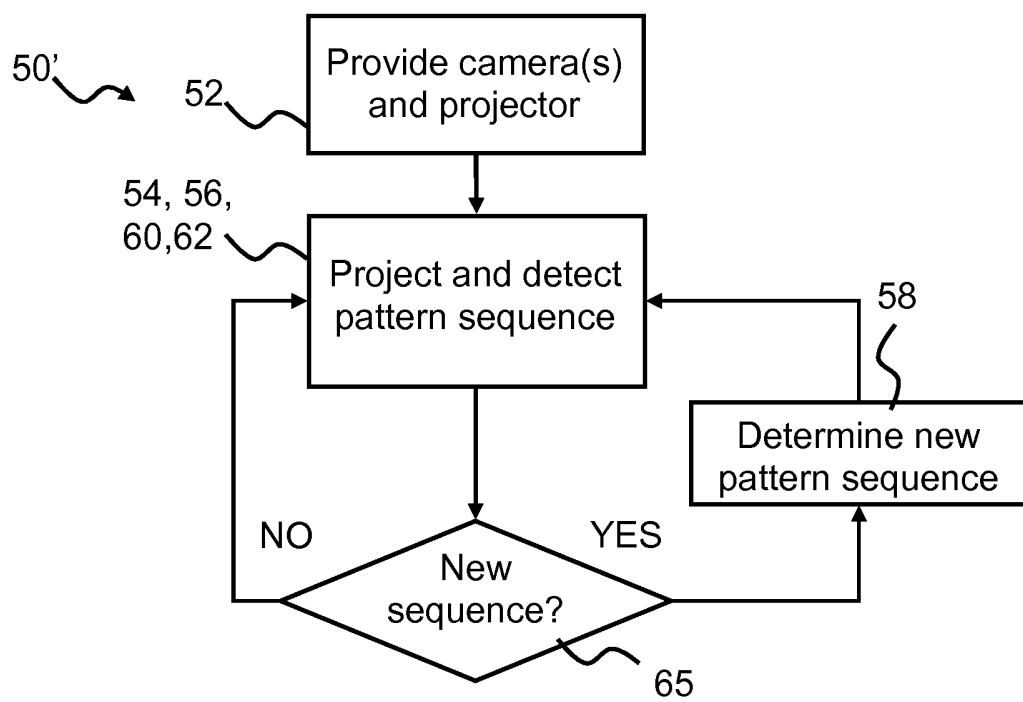 50’
52
Provide camera(s)
and projector
54, 56,
60,62
Project and detect
pattern sequence
58
Determine new
pattern sequence
NO
YES
New
sequence?
65